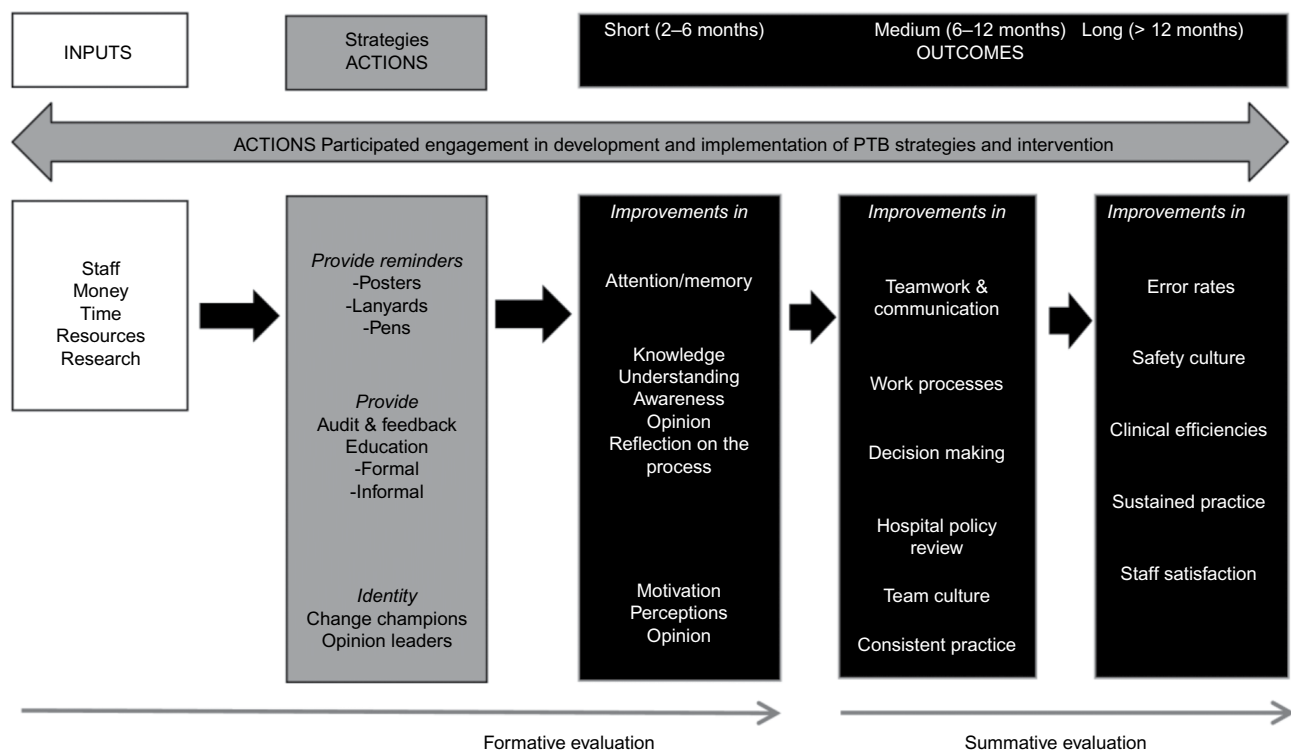 INPUTS
Strategies
ACTIONS
Short (2–6 months)
Medium (6–12 months)
Long (> 12 months)
OUTCOMES
ACTIONS Participated engagement in development and implementation of PTB strategies and intervention
Staff
Money
Time
Resources
Research
Provide reminders
-Posters
-Lanyards
-Pens
Provide
Audit & feedback
Education
-Formal
-Informal
Identity
Change champions
Opinion leaders
Improvements in
Attention/memory
Knowledge
Understanding
Awareness
Opinion
Reflection on the
process
Motivation
Perceptions
Opinion
Improvements in
Teamwork &
communication
Work processes
Decision making
Hospital policy
review
Team culture
Consistent practice
Improvements in
Error rates
Safety culture
Clinical efficiencies
Sustained practice
Staff satisfaction
Formative evaluation
Summative evaluation